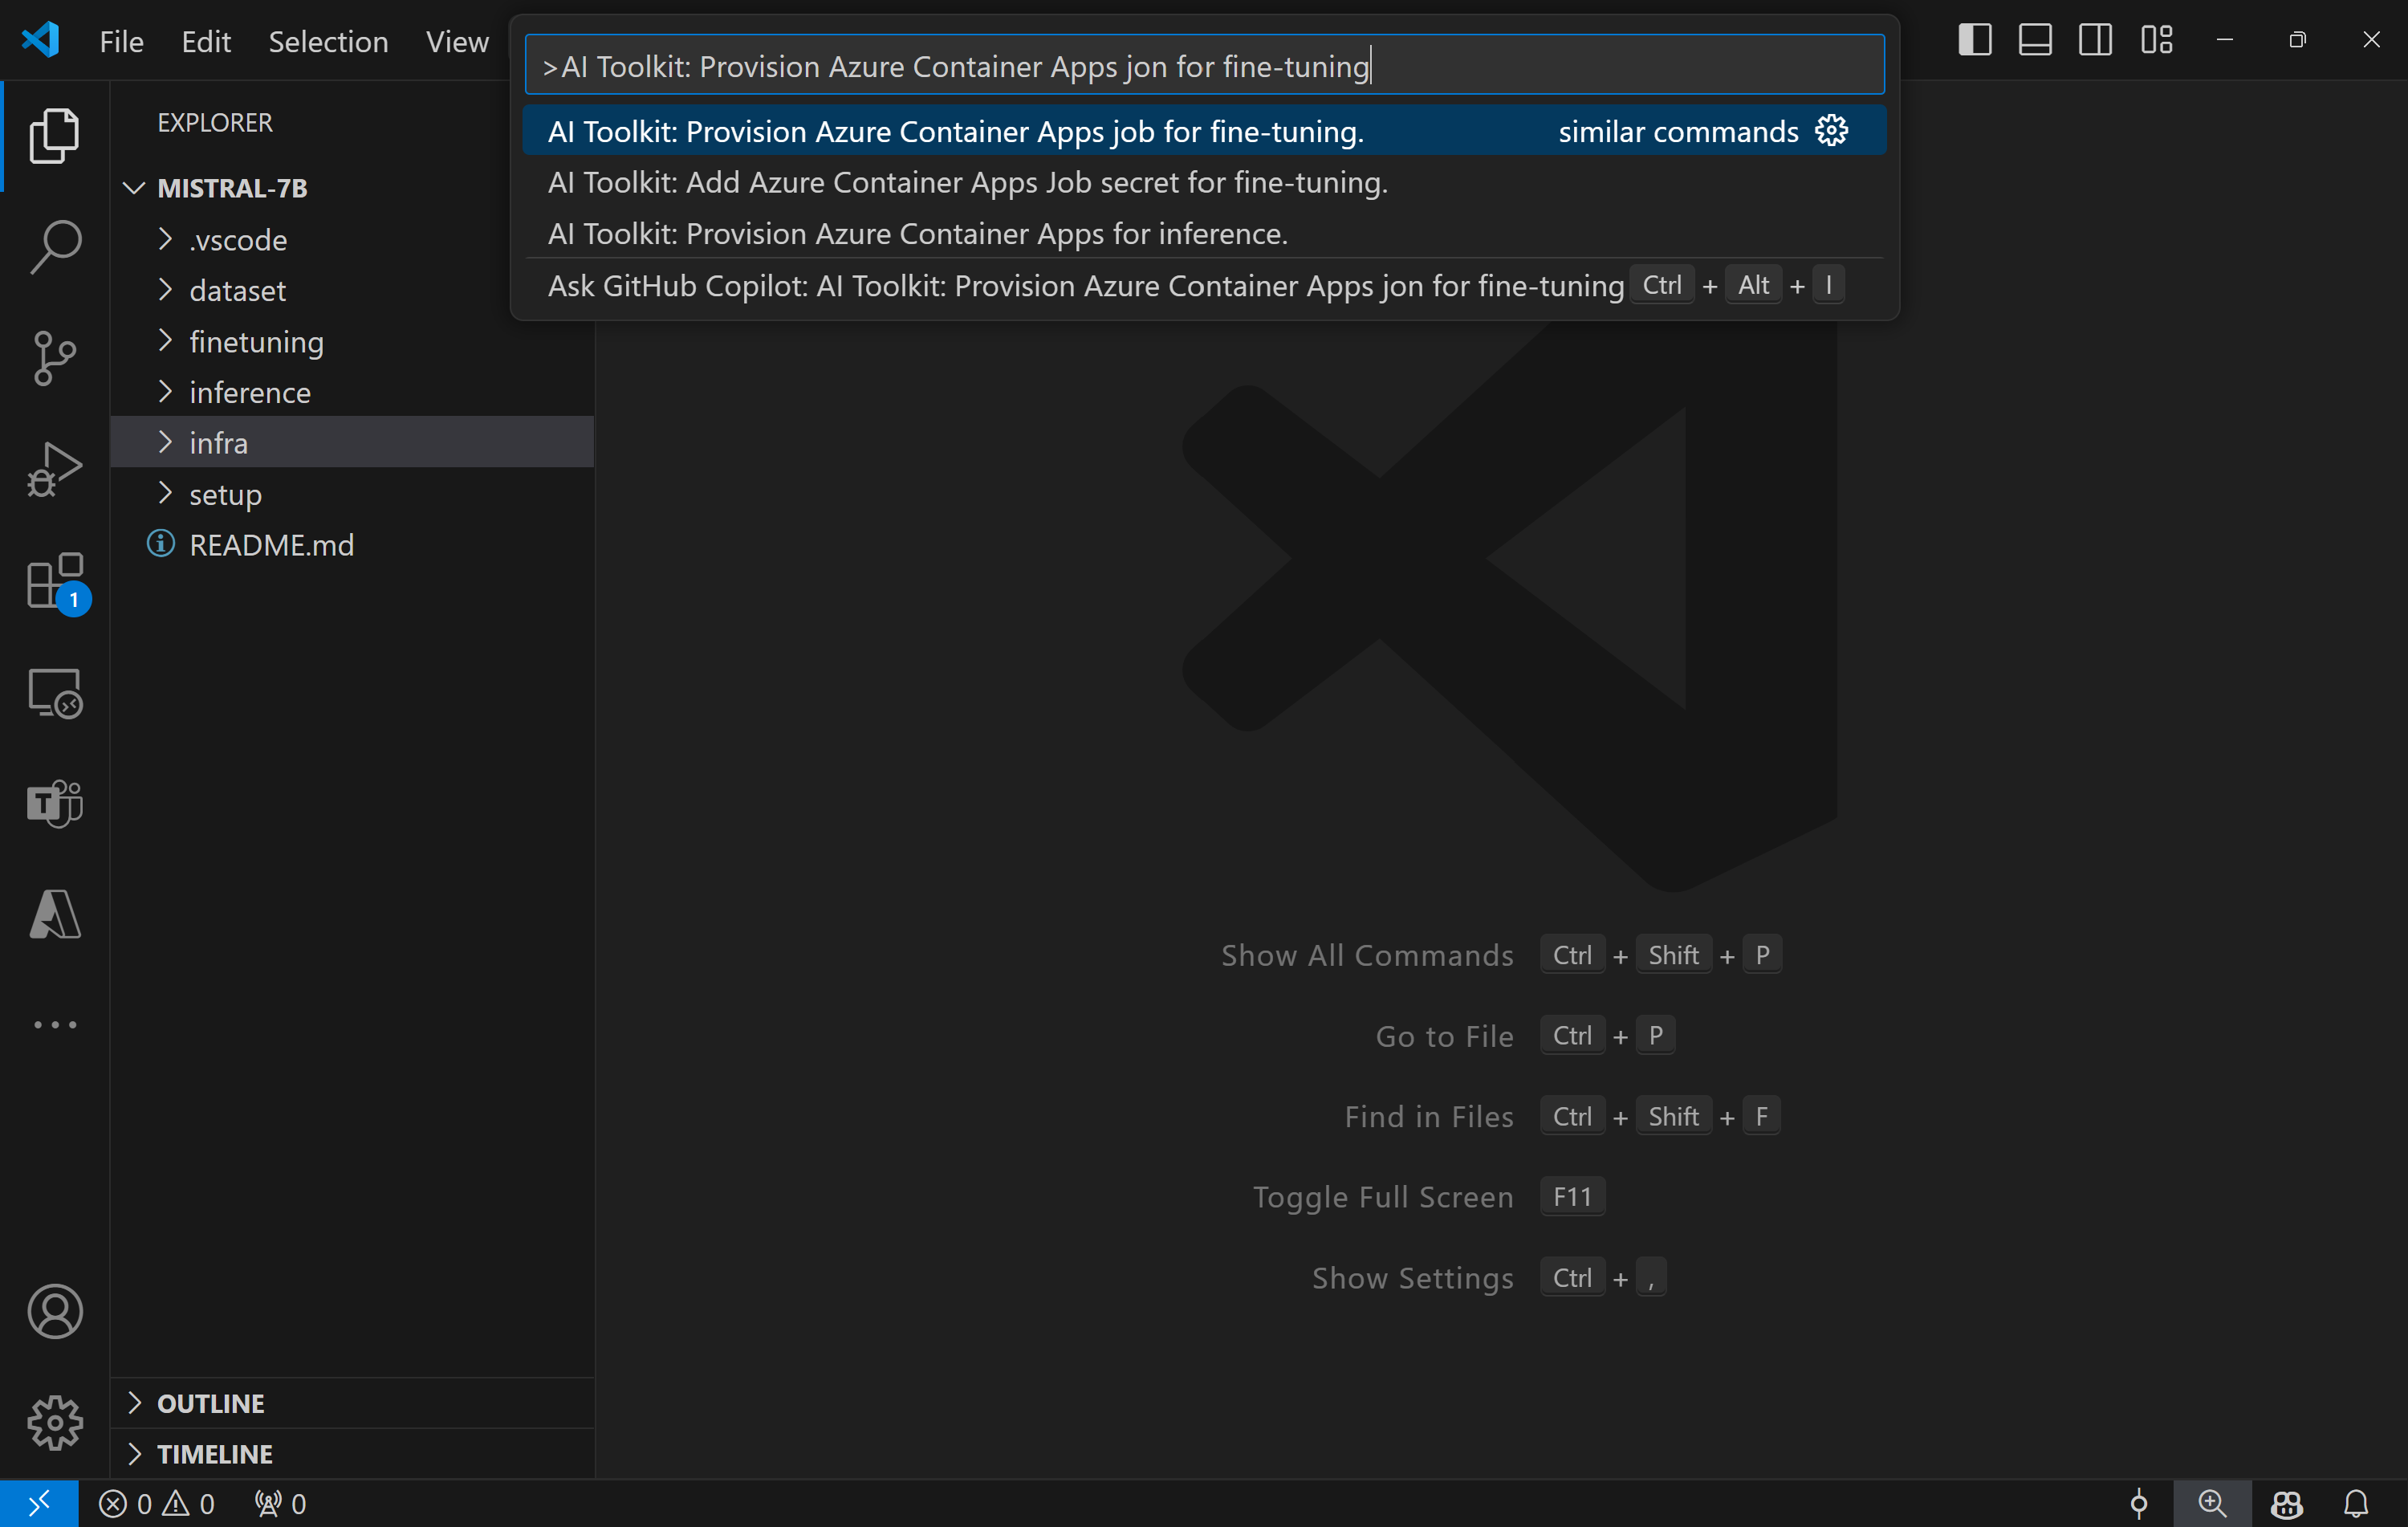 File Edit Selection View
>AI Toolkit: Provision Azure Container Apps jon for fine-tuning
AI Toolkit: Provision Azure Container Apps job for fine-tuning. similar commands
AI Toolkit: Add Azure Container Apps Job secret for fine-tuning.
AI Toolkit: Provision Azure Container Apps for inference.
Ask GitHub Copilot: AI Toolkit: Provision Azure Container Apps jon for fine-tuning Ctrl + Alt + I
EXPLORER
MISTRAL-7B
.vscode
dataset
finetuning
inference
infra
setup
README.md
1
T
Show All Commands Ctrl + Shift + P
Go to File Ctrl + P
Find in Files Ctrl + Shift + F
Toggle Full Screen F11
Show Settings Ctrl + ,
OUTLINE
TIMELINE
0 0 0